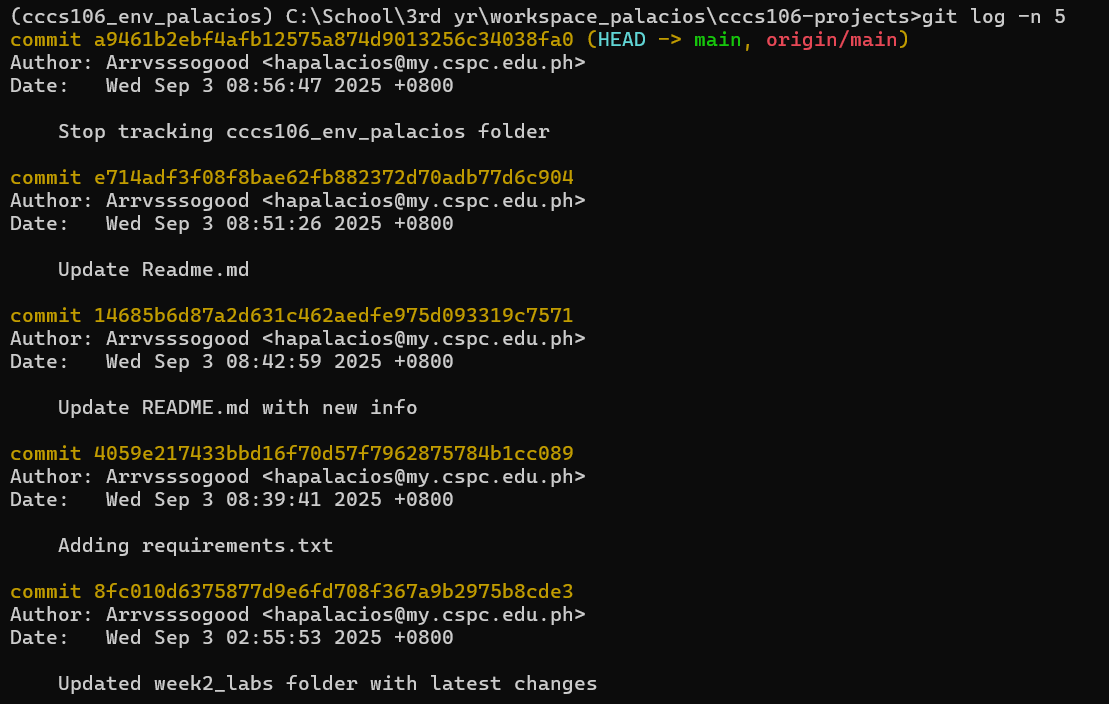 (cccs106_env_palacios) C:\School\3rd yr\workspace_palacios\cccs106-projects>git log -n 5
commit a9461b2ebf4afb12575a874d9013256c34038fa0 (HEAD -> main, origin/main)
Author: Arrvsssogood <hapalacios@my.cspc.edu.ph>
Date:   Wed Sep 3 08:56:47 2025 +0800
    Stop tracking cccs106_env_palacios folder
commit e714adf3f08f8bae62fb882372d70adb77d6c904
Author: Arrvsssogood <hapalacios@my.cspc.edu.ph>
Date:   Wed Sep 3 08:51:26 2025 +0800
    Update Readme.md
commit 14685b6d87a2d631c462aedfe975d093319c7571
Author: Arrvsssogood <hapalacios@my.cspc.edu.ph>
Date:   Wed Sep 3 08:42:59 2025 +0800
    Update README.md with new info
commit 4059e217433bbd16f70d57f7962875784b1cc089
Author: Arrvsssogood <hapalacios@my.cspc.edu.ph>
Date:   Wed Sep 3 08:39:41 2025 +0800
    Adding requirements.txt
commit 8fc010d6375877d9e6fd708f367a9b2975b8cde3
Author: Arrvsssogood <hapalacios@my.cspc.edu.ph>
Date:   Wed Sep 3 02:55:53 2025 +0800
    Updated week2_labs folder with latest changes